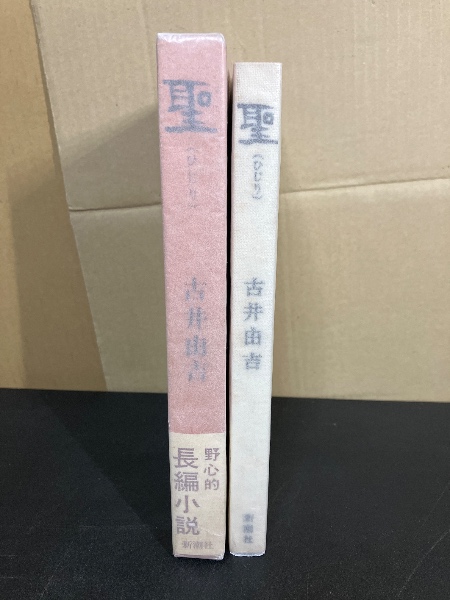 聖
(ひじり)
古井由吉
野心的
長編小説
新潮社
聖
(ひじり)
古井由吉
新潮社